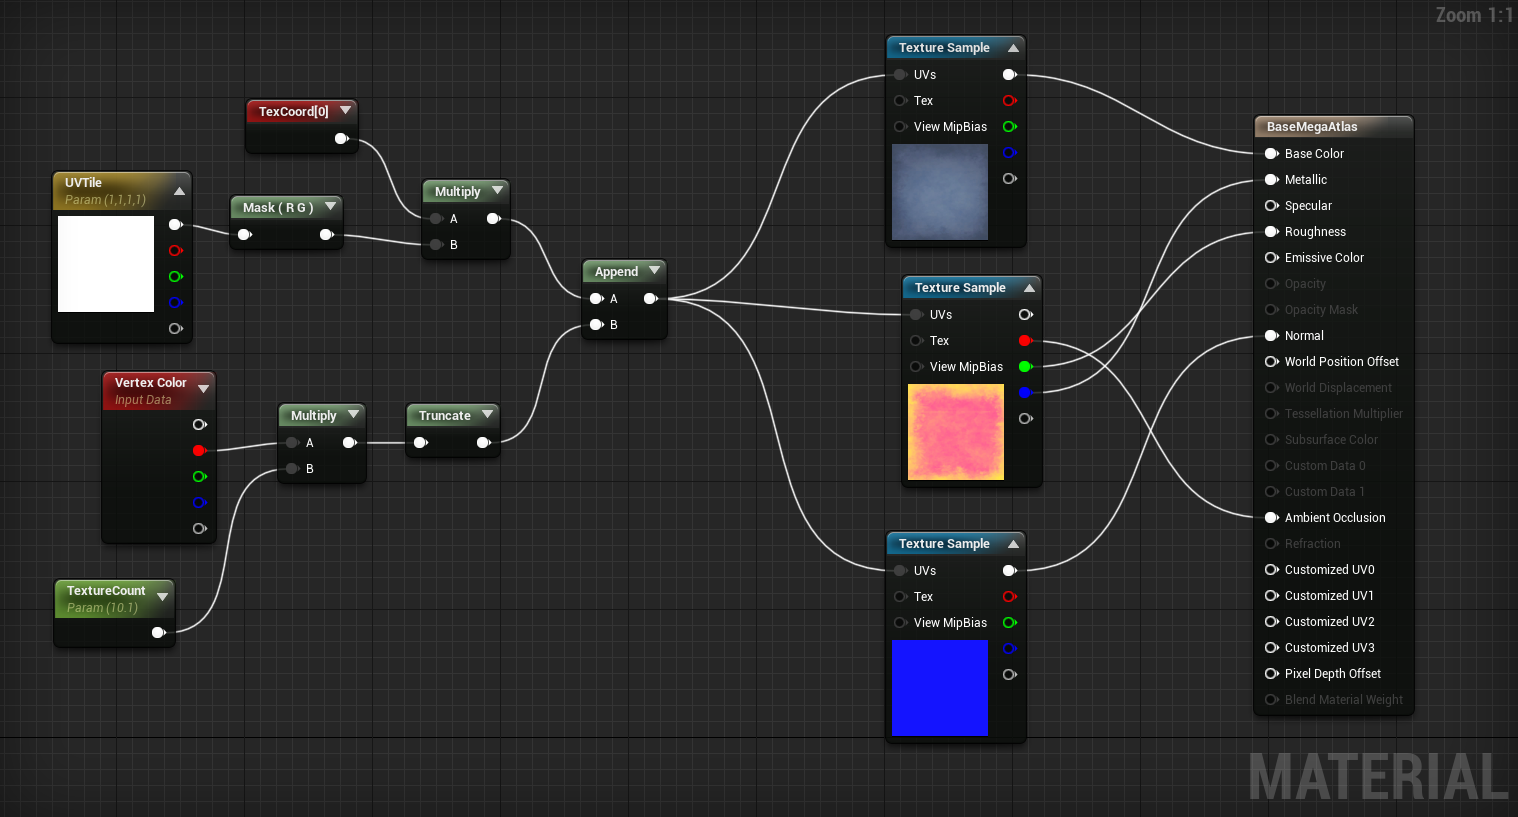 Zoom 1:1
TexCoord[0]
UVTile
Param (1,1,1,1)
Mask ( R G )
Multiply
A
B
Append
A
B
Vertex Color
Input Data
Multiply
A
B
Truncate
TextureCount
Param (10.1)
Texture Sample
UVs
Tex
View MipBias
Texture Sample
UVs
Tex
View MipBias
Texture Sample
UVs
Tex
View MipBias
BaseMegaAtlas
Base Color
Metallic
Specular
Roughness
Emissive Color
Opacity
Opacity Mask
Normal
World Position Offset
World Displacement
Tessellation Multiplier
Subsurface Color
Custom Data 0
Custom Data 1
Ambient Occlusion
Refraction
Customized UV0
Customized UV1
Customized UV2
Customized UV3
Pixel Depth Offset
Blend Material Weight
MATERIAL